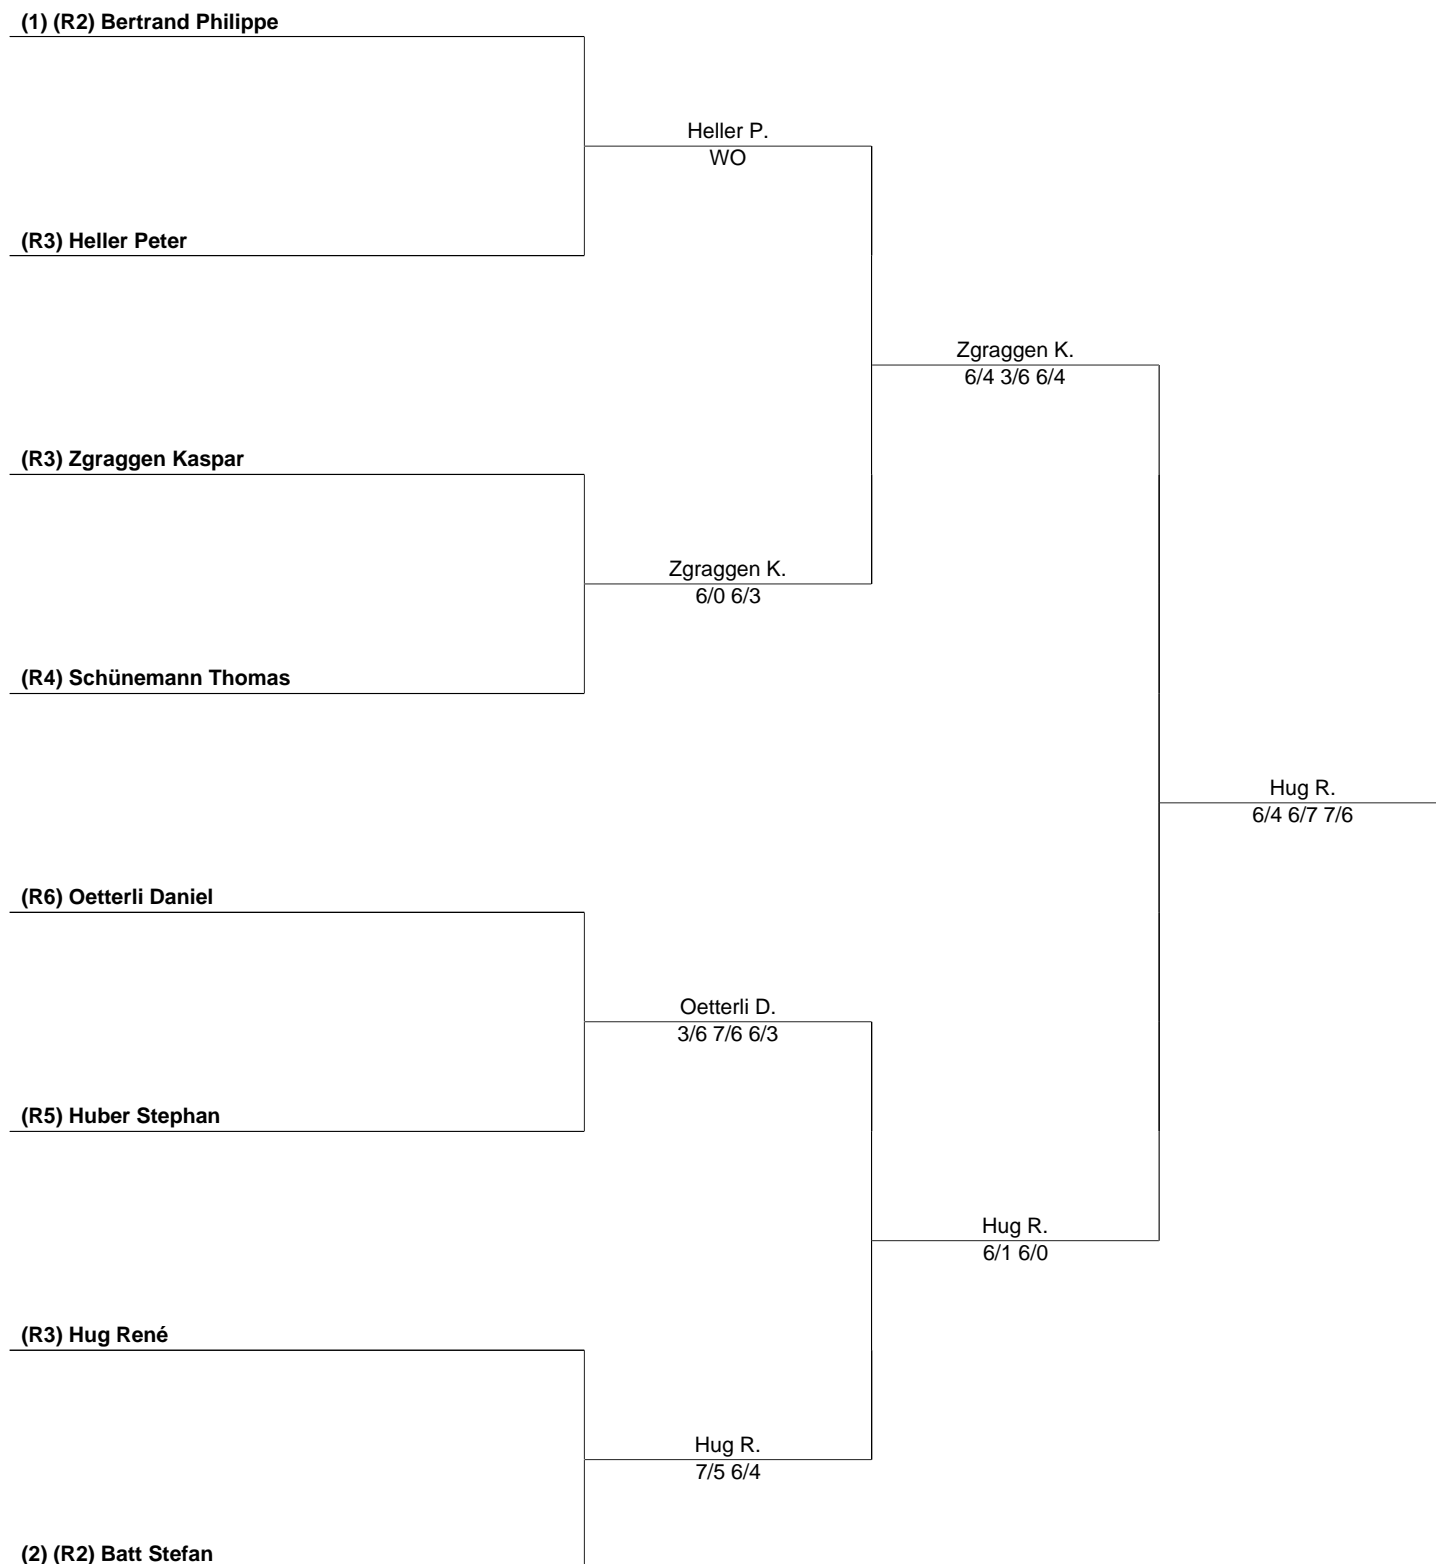 (1) (R2) Bertrand Philippe
Heller P.
WO
(R3) Heller Peter
Zgraggen K.
6/4 3/6 6/4
(R3) Zgraggen Kaspar
Zgraggen K.
6/0 6/3
(R4) Schünemann Thomas
Hug R.
6/4 6/7 7/6
(R6) Oetterli Daniel
Oetterli D.
3/6 7/6 6/3
(R5) Huber Stephan
Hug R.
6/1 6/0
(R3) Hug René
Hug R.
7/5 6/4
(2) (R2) Batt Stefan